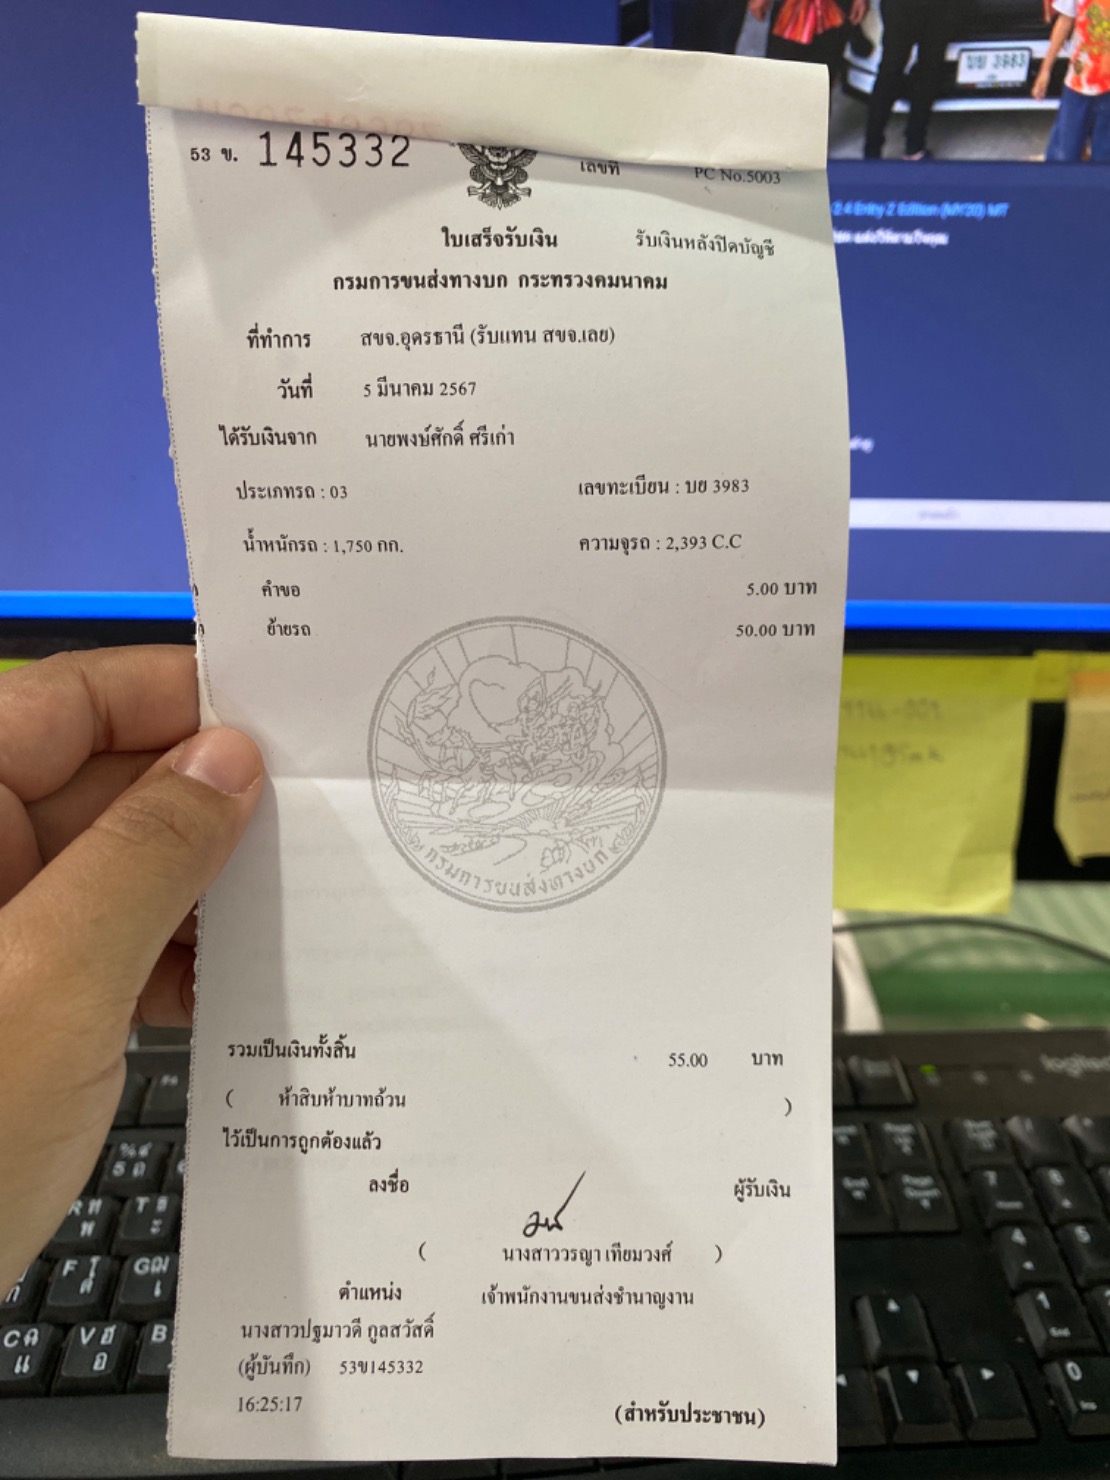 บย 3983
53 ข. 145332
เลขที่ PC No.5003
ใบเสร็จรับเงิน รับเงินหลังปิดบัญชี
กรมการขนส่งทางบก กระทรวงคมนาคม
ที่ทำการ สขจ.อุดรธานี (รับแทน สขจ.เลย)
วันที่ 5 มีนาคม 2567
ได้รับเงินจาก นายพงษ์ศักดิ์ ศรีเก่า
ประเภทรถ : 03 เลขทะเบียน : บย 3983
น้ำหนักรถ : 1,750 กก. ความจุรถ : 2,393 C.C
คำขอ 5.00 บาท
ย้ายรถ 50.00 บาท
กรมการขนส่งทางบก
รวมเป็นเงินทั้งสิ้น 55.00 บาท
( ห้าสิบห้าบาทถ้วน )
ไว้เป็นการถูกต้องแล้ว
ลงชื่อ ผู้รับเงิน
( นางสาววรญา เทียมวงศ์ )
ตำแหน่ง เจ้าพนักงานขนส่งชำนาญงาน
นางสาวปฐมาวดี กูลสวัสดิ์
(ผู้บันทึก) 53ข145332
16:25:17
(สำหรับประชาชน)
2.4 Entry Z Edition (MY20) MT
logitech